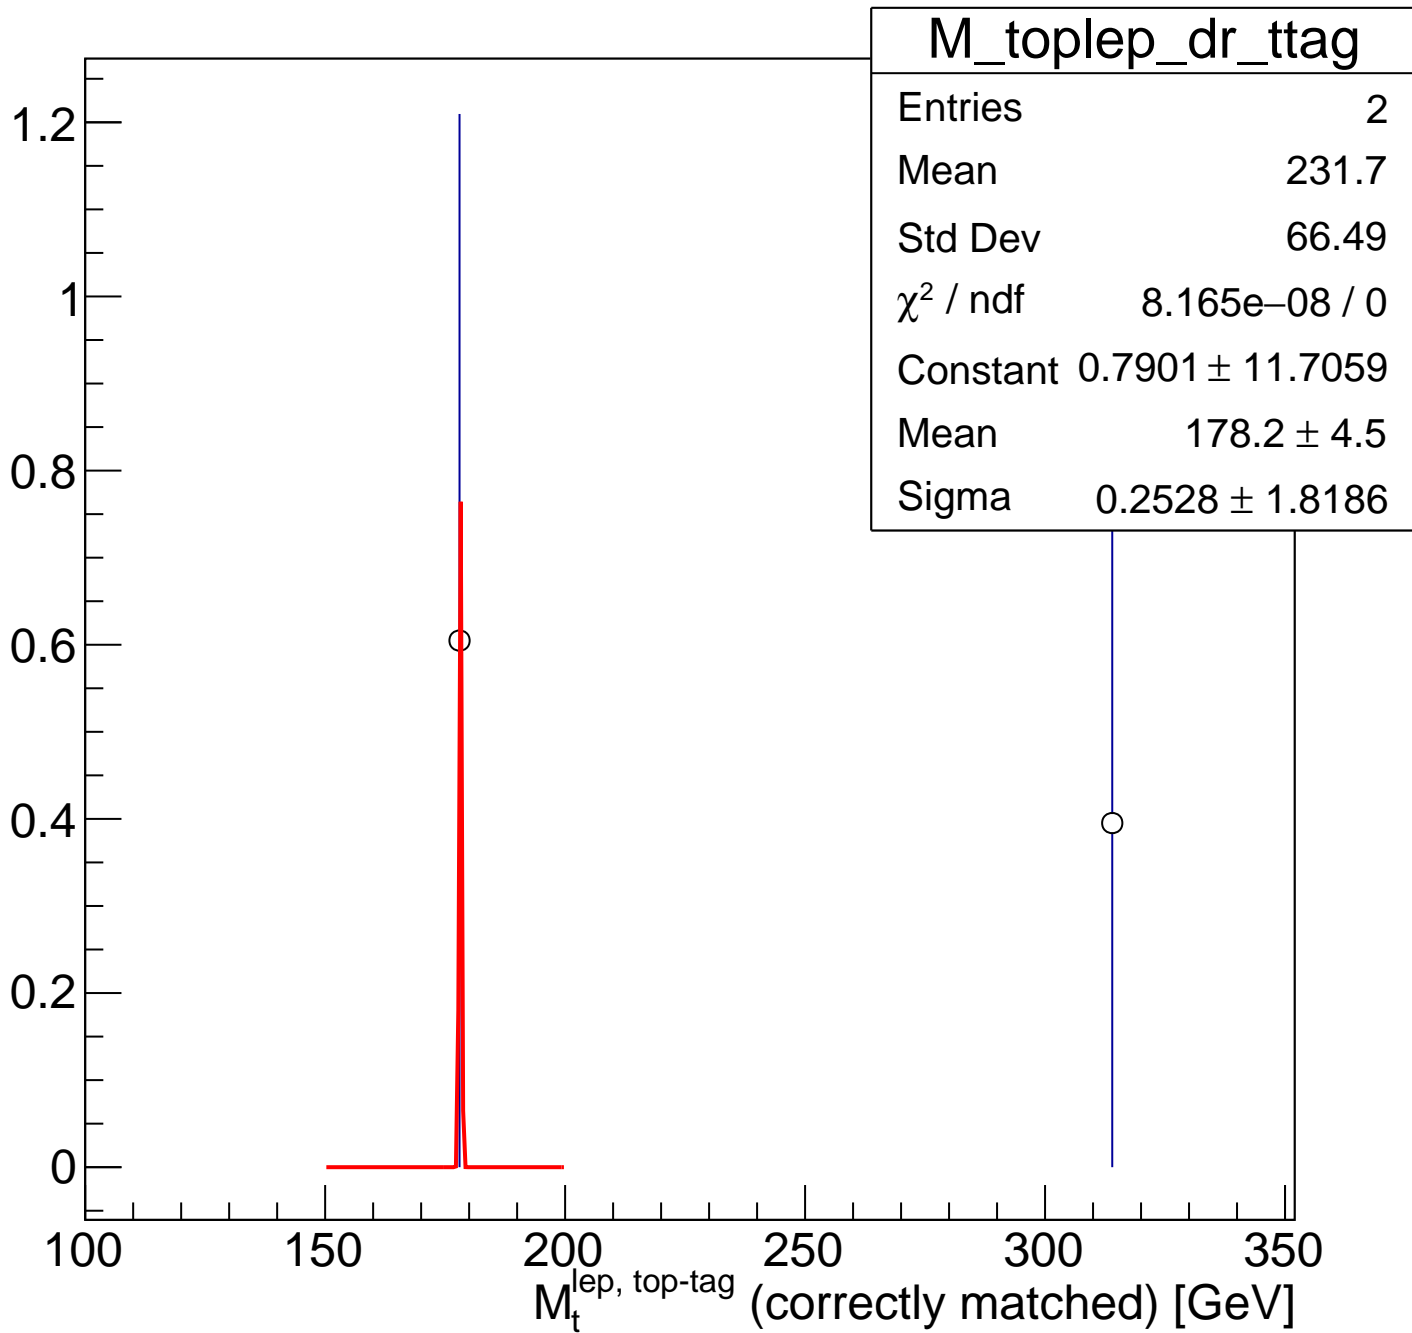 M_toplep_dr_ttag
Entries 2
Mean 231.7
Std Dev 66.49
χ² / ndf 8.165e−08 / 0
Constant 0.7901 ± 11.7059
Mean 178.2 ± 4.5
Sigma 0.2528 ± 1.8186
1.2
1
0.8
0.6
0.4
0.2
0
100 150 200 250 300 350
M_t^{lep, top-tag} (correctly matched) [GeV]